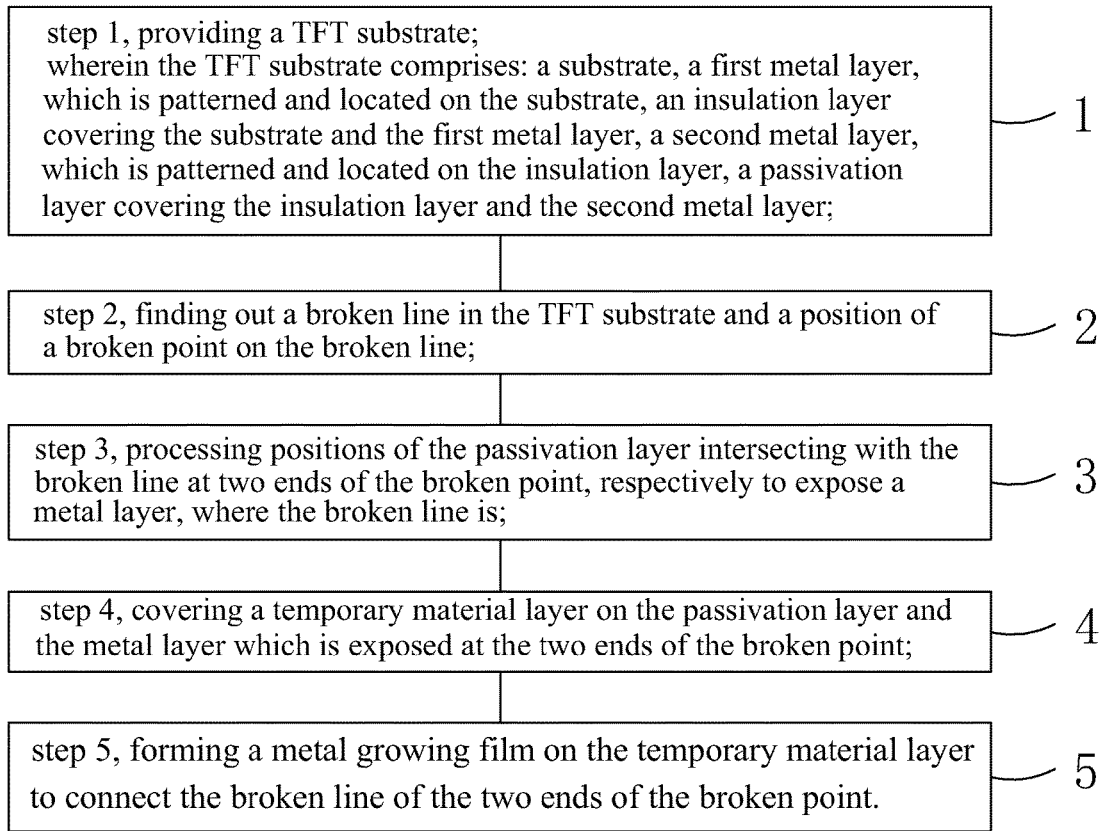 step 1, providing a TFT substrate;
wherein the TFT substrate comprises: a substrate, a first metal layer,
which is patterned and located on the substrate, an insulation layer
covering the substrate and the first metal layer, a second metal layer,
which is patterned and located on the insulation layer, a passivation
layer covering the insulation layer and the second metal layer;
1
step 2, finding out a broken line in the TFT substrate and a position of
a broken point on the broken line;
2
step 3, processing positions of the passivation layer intersecting with the
broken line at two ends of the broken point, respectively to expose a
metal layer, where the broken line is;
3
step 4, covering a temporary material layer on the passivation layer and
the metal layer which is exposed at the two ends of the broken point;
4
step 5, forming a metal growing film on the temporary material layer
to connect the broken line of the two ends of the broken point.
5